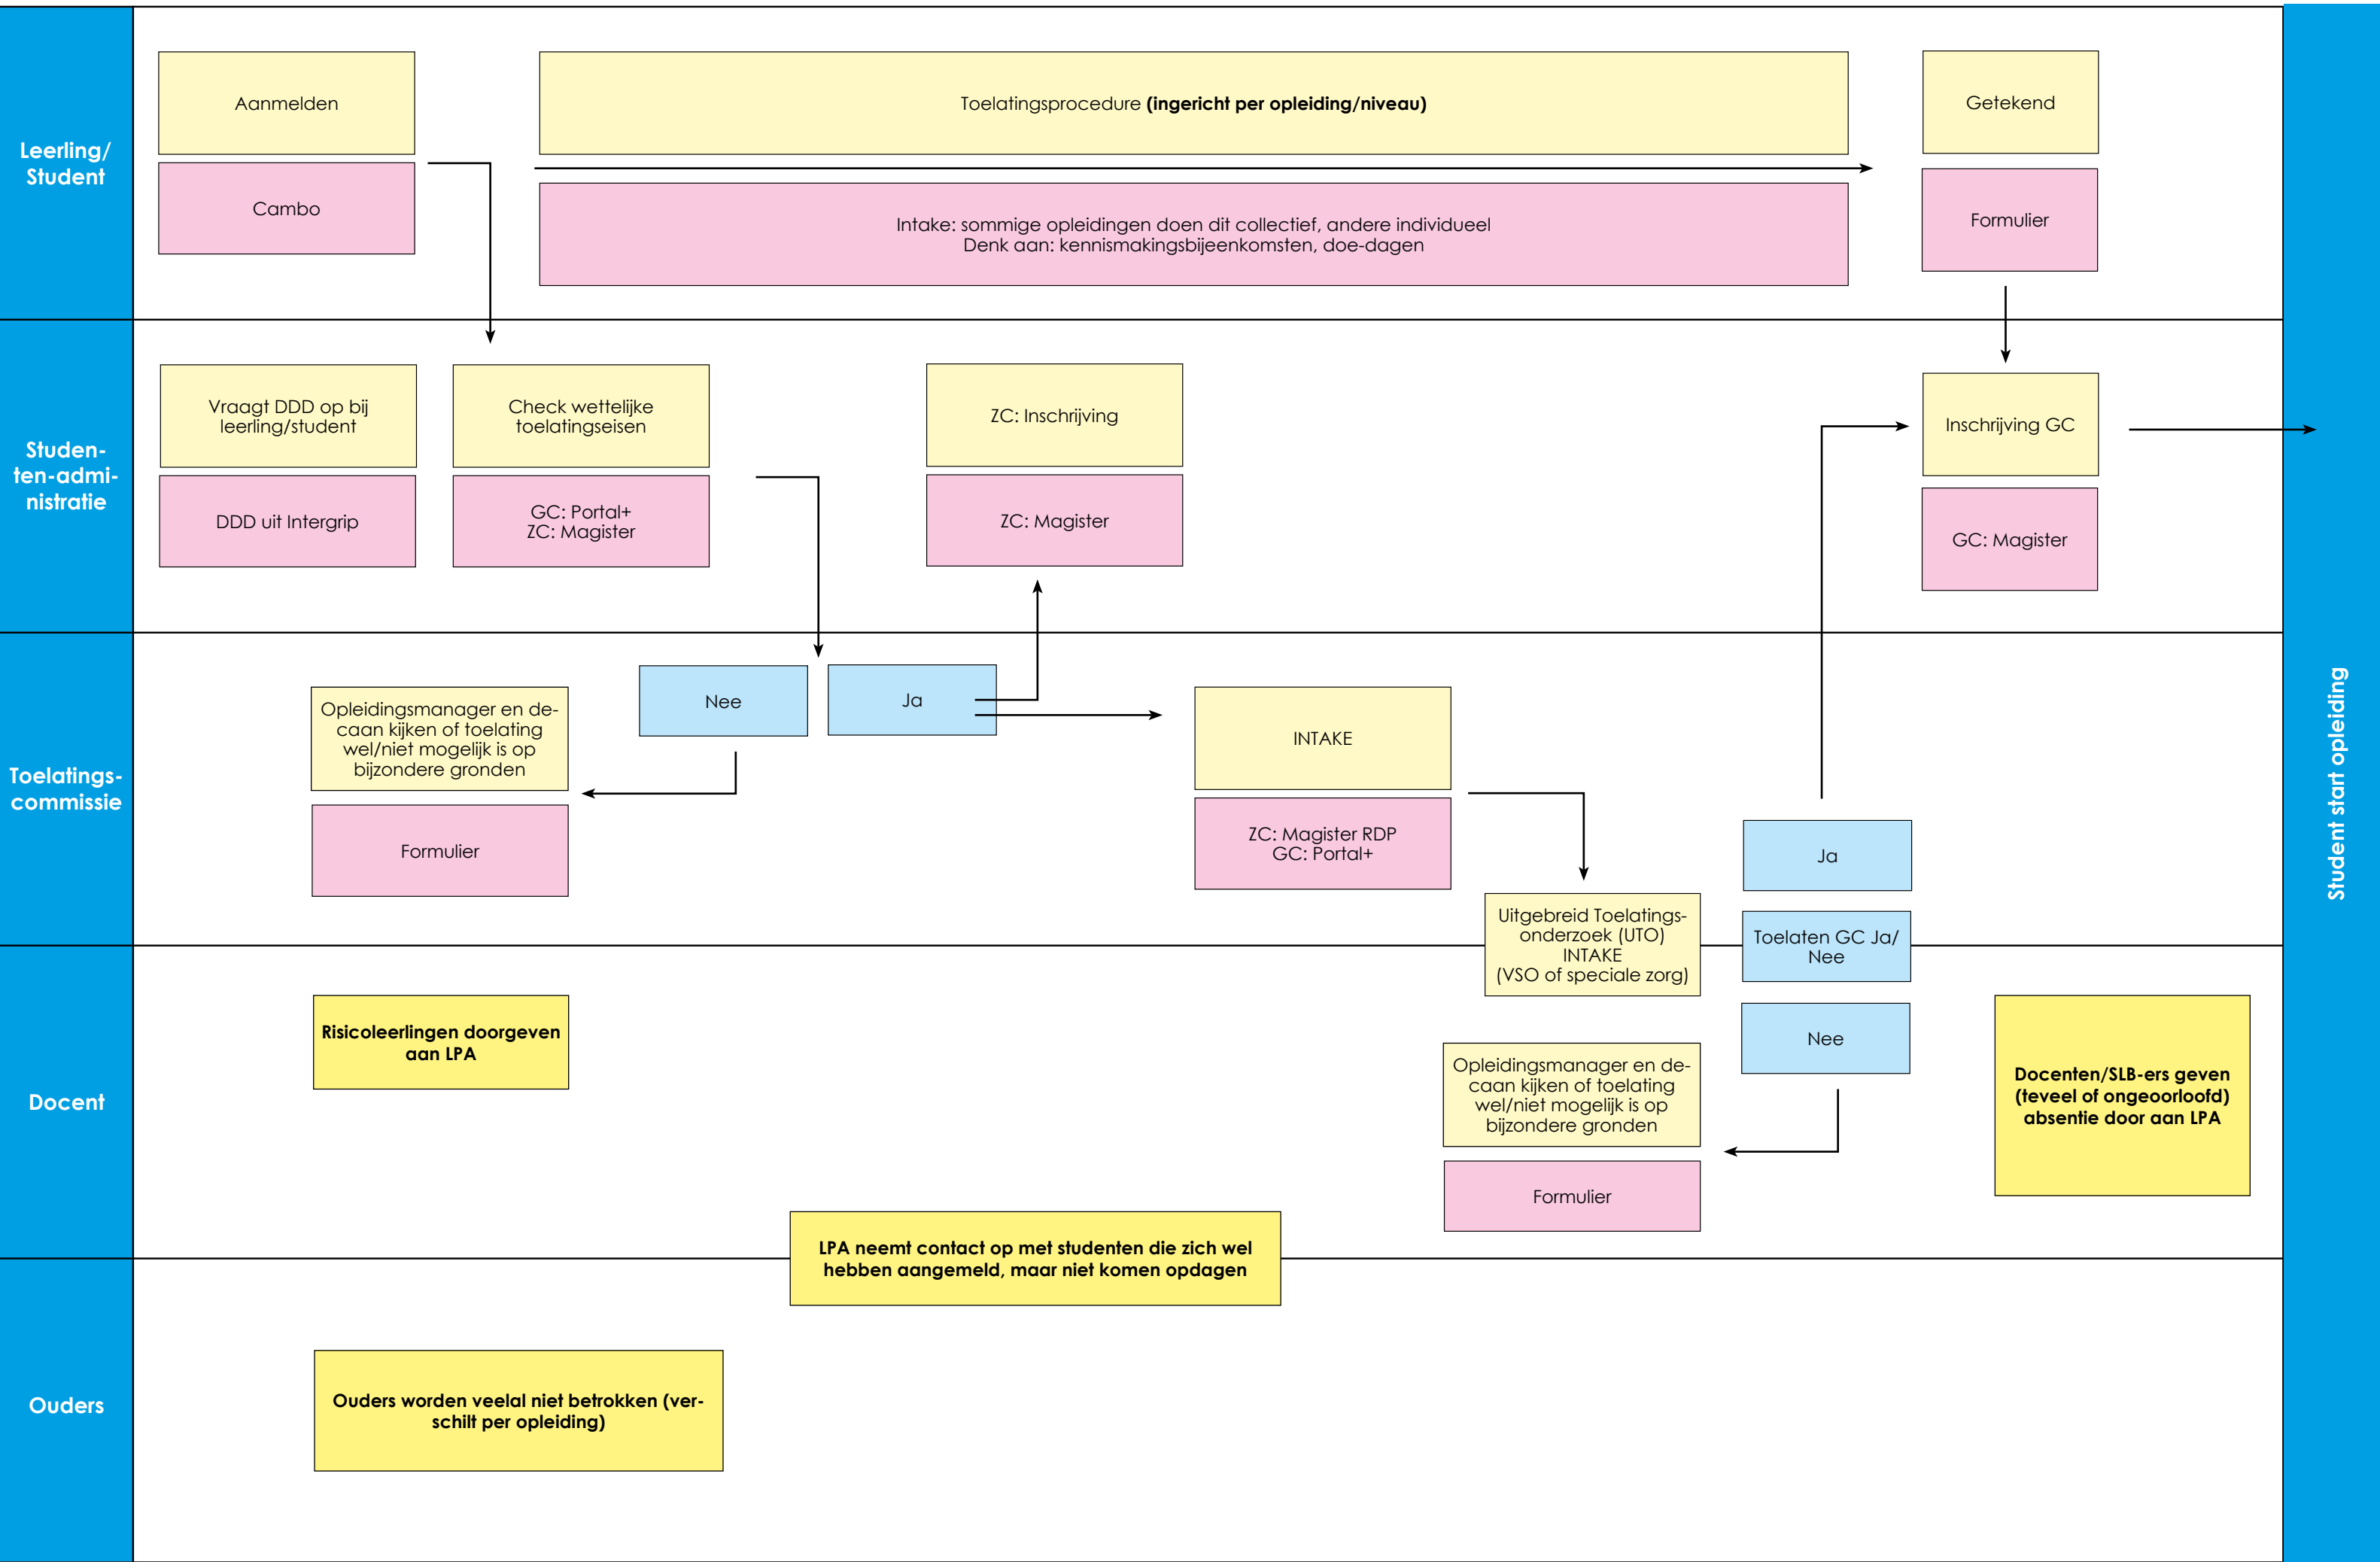 Leerling/
Student
Aanmelden
Cambo
Toelatingsprocedure (ingericht per opleiding/niveau)
Intake: sommige opleidingen doen dit collectief, andere individueel
Denk aan: kennismakingsbijeenkomsten, doe-dagen
Getekend
Formulier
Studen-
ten-admi-
nistratie
Vraagt DDD op bij
leerling/student
DDD uit Intergrip
Check wettelijke
toelatingseisen
GC: Portal+
ZC: Magister
ZC: Inschrijving
ZC: Magister
Inschrijving GC
GC: Magister
Toelatings-
commissie
Opleidingsmanager en de-
caan kijken of toelating
wel/niet mogelijk is op
bijzondere gronden
Formulier
Nee
Ja
INTAKE
ZC: Magister RDP
GC: Portal+
Uitgebreid Toelatings-
onderzoek (UTO)
INTAKE
(VSO of speciale zorg)
Ja
Toelaten GC Ja/
Nee
Nee
Docent
Risicoleerlingen doorgeven
aan LPA
Opleidingsmanager en de-
caan kijken of toelating
wel/niet mogelijk is op
bijzondere gronden
Formulier
Docenten/SLB-ers geven
(teveel of ongeoorloofd)
absentie door aan LPA
LPA neemt contact op met studenten die zich wel
hebben aangemeld, maar niet komen opdagen
Ouders
Ouders worden veelal niet betrokken (ver-
schilt per opleiding)
Student start opleiding